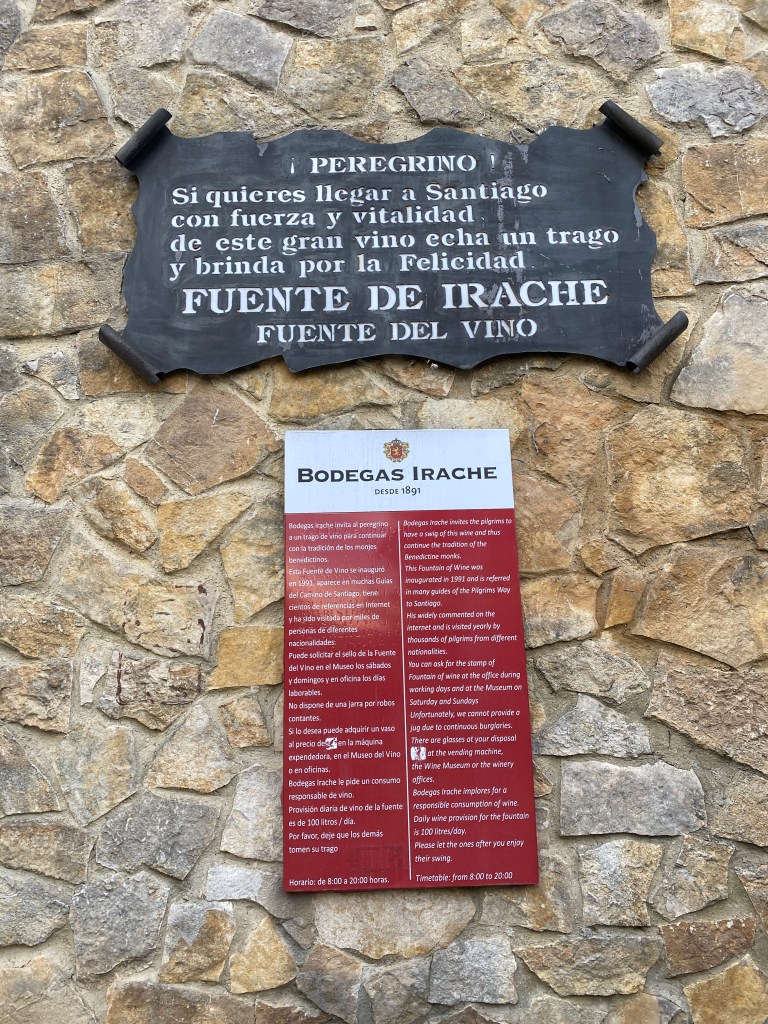 ¡ PEREGRINO !
Si quieres llegar a Santiago
con fuerza y vitalidad
de este gran vino echa un trago
y brinda por la Felicidad
FUENTE DE IRACHE
FUENTE DEL VINO
BODEGAS IRACHE
DESDE 1891
Bodegas Irache invita al peregrino
a un trago de vino para continuar
con la tradición de los monjes
benedictinos.
Esta Fuente de Vino se inauguró
en 1991, aparece en muchas Guías
del Camino de Santiago, tiene
cientos de referencias en Internet
y ha sido visitada por miles de
personas de diferentes
nacionalidades.
Puede solicitar el sello de la Fuente
del Vino en el Museo los sábados
y domingos y en oficina los días
laborables.
No dispone de una jarra por robos
contantes.
Si lo desea puede adquirir un vaso
al precio de en la máquina
expendedora, en el Museo del Vino
o en oficinas.
Bodegas Irache le pide un consumo
responsable de vino.
Provisión diaria de vino de la fuente
es de 100 litros / día.
Por favor, deje que los demás
tomen su trago
Horario: de 8:00 a 20:00 horas.
Bodegas Irache invites the pilgrims to
have a swig of this wine and thus
continue the tradition of the
Benedictine monks.
This Fountain of Wine was
inaugurated in 1991 and is referred
in many guides of the Pilgrims Way
to Santiago.
His widely commented on the
internet and is visited yearly by
thousands of pilgrims from different
nationalities.
You can ask for the stamp of
Fountain of wine at the office during
working days and at the Museum on
Saturday and Sundays
Unfortunately, we cannot provide a
jug due to continuous burglaries.
There are glasses at your disposal
at the vending machine,
the Wine Museum or the winery
offices.
Bodegas Irache implores for a
responsible consumption of wine.
Daily wine provision for the fountain
is 100 litres/day.
Please let the ones after you enjoy
their swing.
Timetable: from 8:00 to 20:00